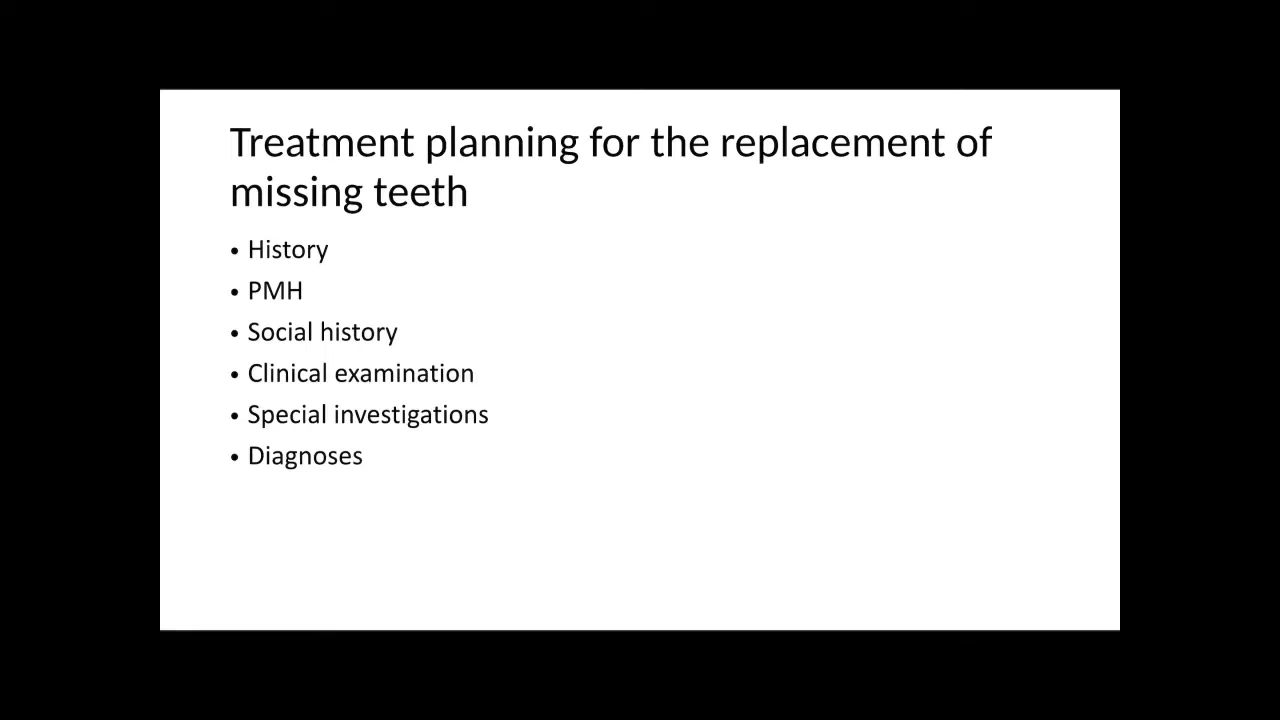 Treatment planning for the replacement of
missing teeth
• History
• PMH
• Social history
• Clinical examination
• Special investigations
• Diagnoses